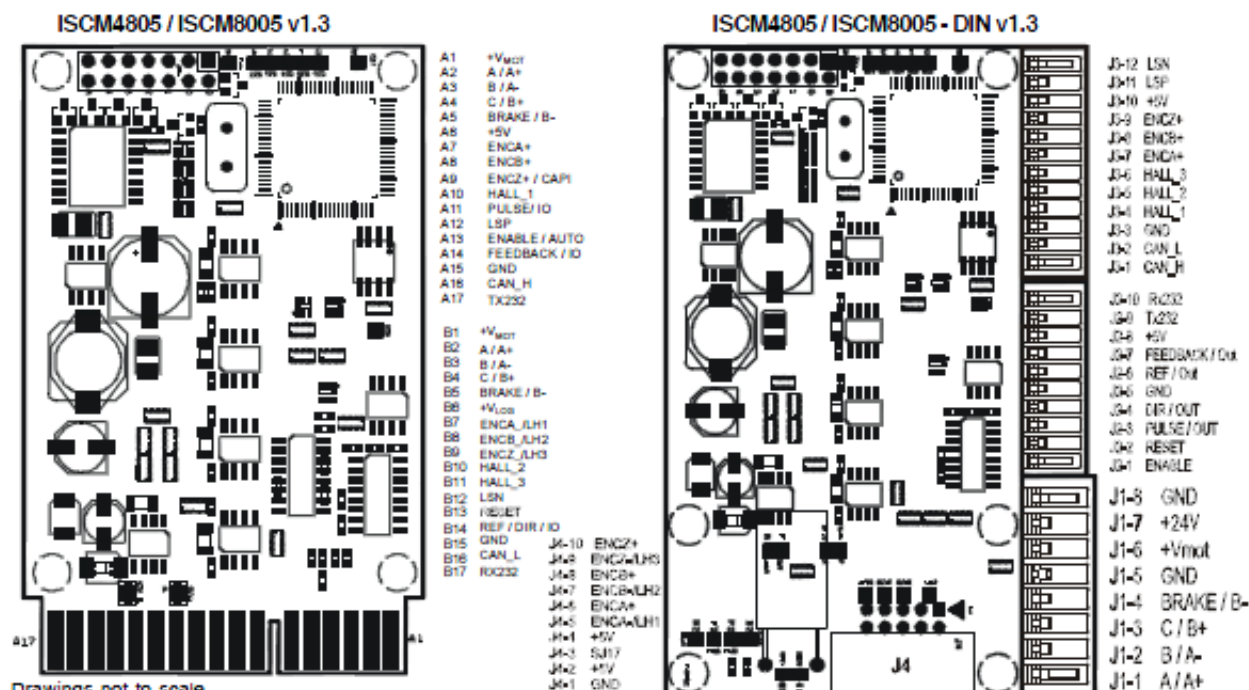 ISCM4805 / ISCM8005 v1.3
A1 +VMOT
A2 A / A+
A3 B / A-
A4 C / B+
A5 BRAKE / B-
A6 +5V
A7 ENCA+
A8 ENCB+
A9 ENCZ+ / CAPI
A10 HALL_1
A11 PULSE/ IO
A12 LSP
A13 ENABLE / AUTO
A14 FEEDBACK / IO
A15 GND
A16 CAN_H
A17 TX232
B1 +VMOT
B2 A / A+
B3 B / A-
B4 C / B+
B5 BRAKE / B-
B6 +VLOG
B7 ENCA_/LH1
B8 ENCB_/LH2
B9 ENCZ_/LH3
B10 HALL_2
B11 HALL_3
B12 LSN
B13 RESET
B14 REF / DIR / IO
B15 GND
B16 CAN_L
B17 RX232
A17
A1
Drawings not to scale
ISCM4805 / ISCM8005 - DIN v1.3
J3-12 LSN
J3-11 LSP
J3-10 +5V
J3-9 ENCZ+
J3-8 ENCB+
J3-7 ENCA+
J3-6 HALL_3
J3-5 HALL_2
J3-4 HALL_1
J3-3 GND
J3-2 CAN_L
J3-1 CAN_H
J2-10 Rx232
J2-9 Tx232
J2-8 +5V
J2-7 FEEDBACK / Out
J2-6 REF / Out
J2-5 GND
J2-4 DIR / OUT
J2-3 PULSE / OUT
J2-2 RESET
J2-1 ENABLE
J1-8 GND
J1-7 +24V
J1-6 +Vmot
J1-5 GND
J1-4 BRAKE / B-
J1-3 C / B+
J1-2 B / A-
J1-1 A / A+
J4-10 ENCZ+
J4-9 ENCZ-/LH3
J4-8 ENCB+
J4-7 ENCB-/LH2
J4-6 ENCA+
J4-5 ENCA-/LH1
J4-4 +5V
J4-3 SJ17
J4-2 +5V
J4-1 GND
J4